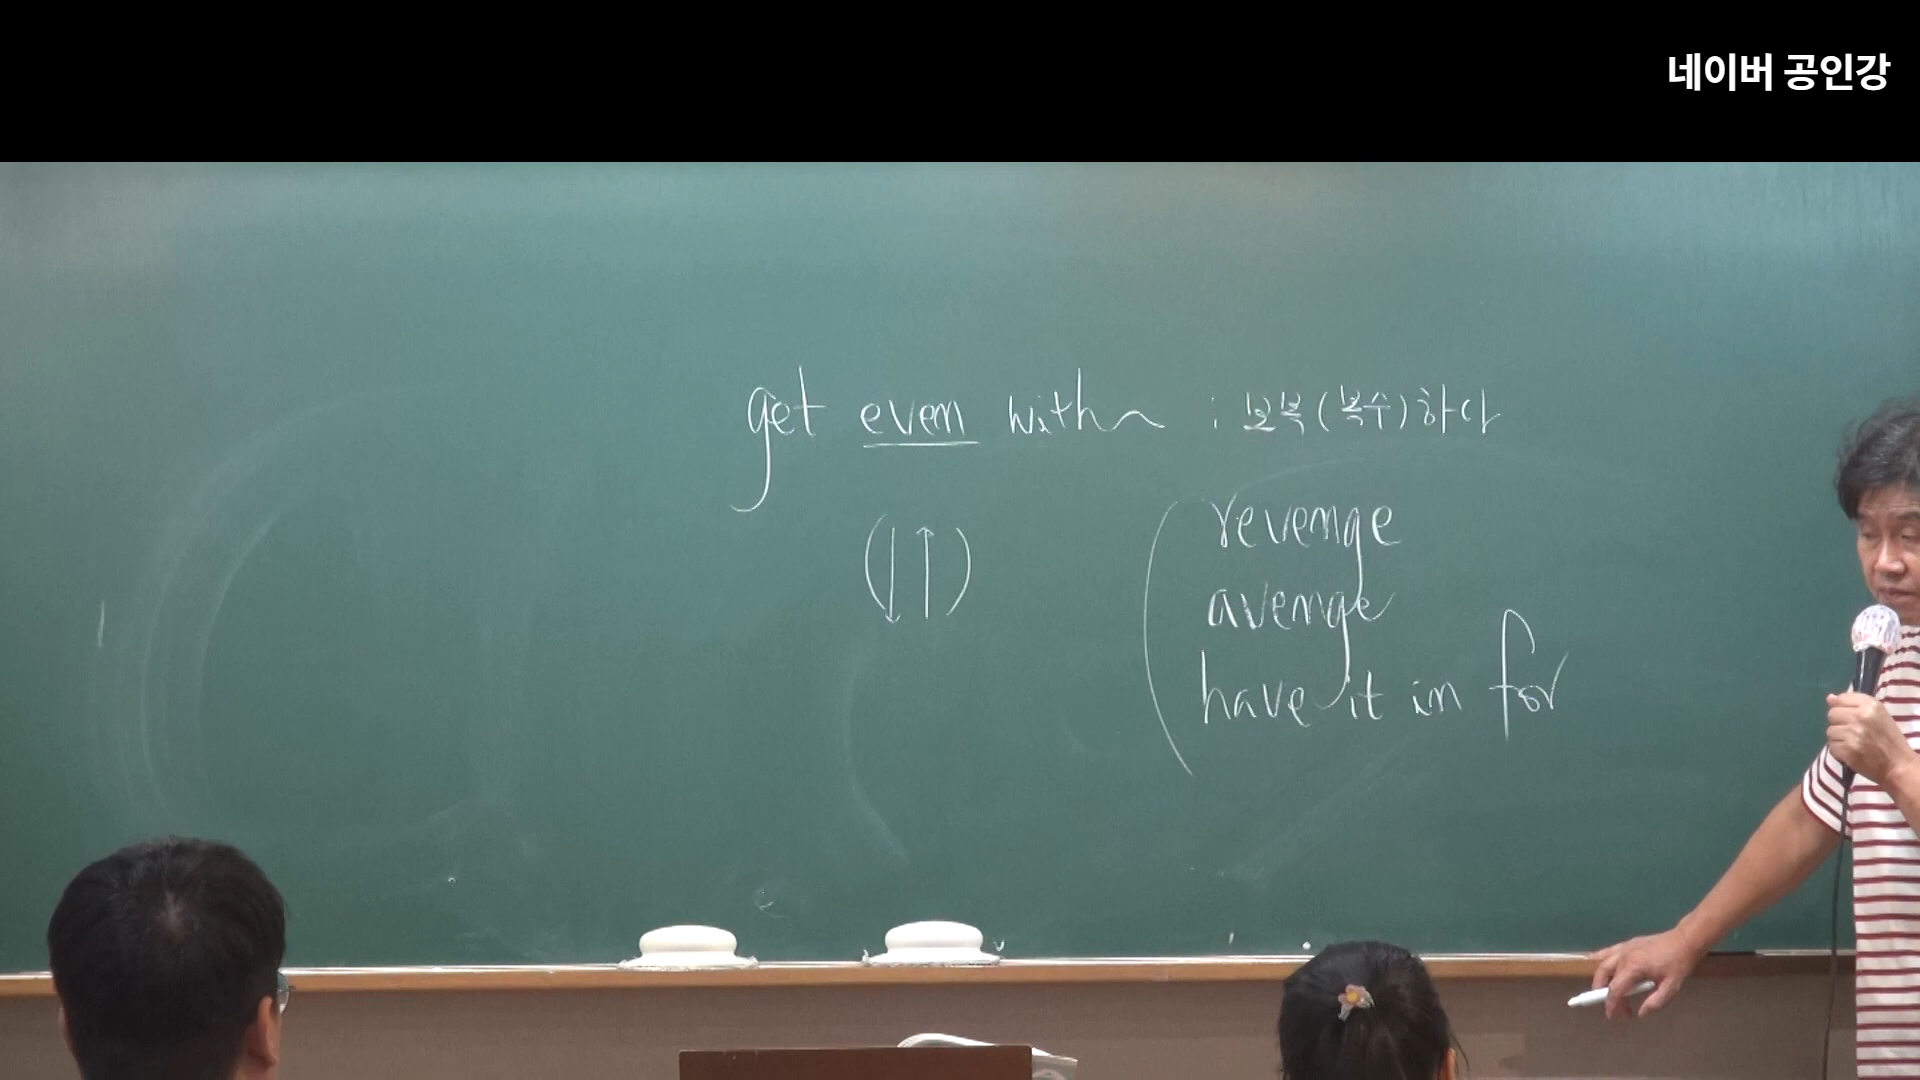 네이버 공인강
get even with~ : 보복(복수)하다
(↓↑)
revenge
avenge
have it in for